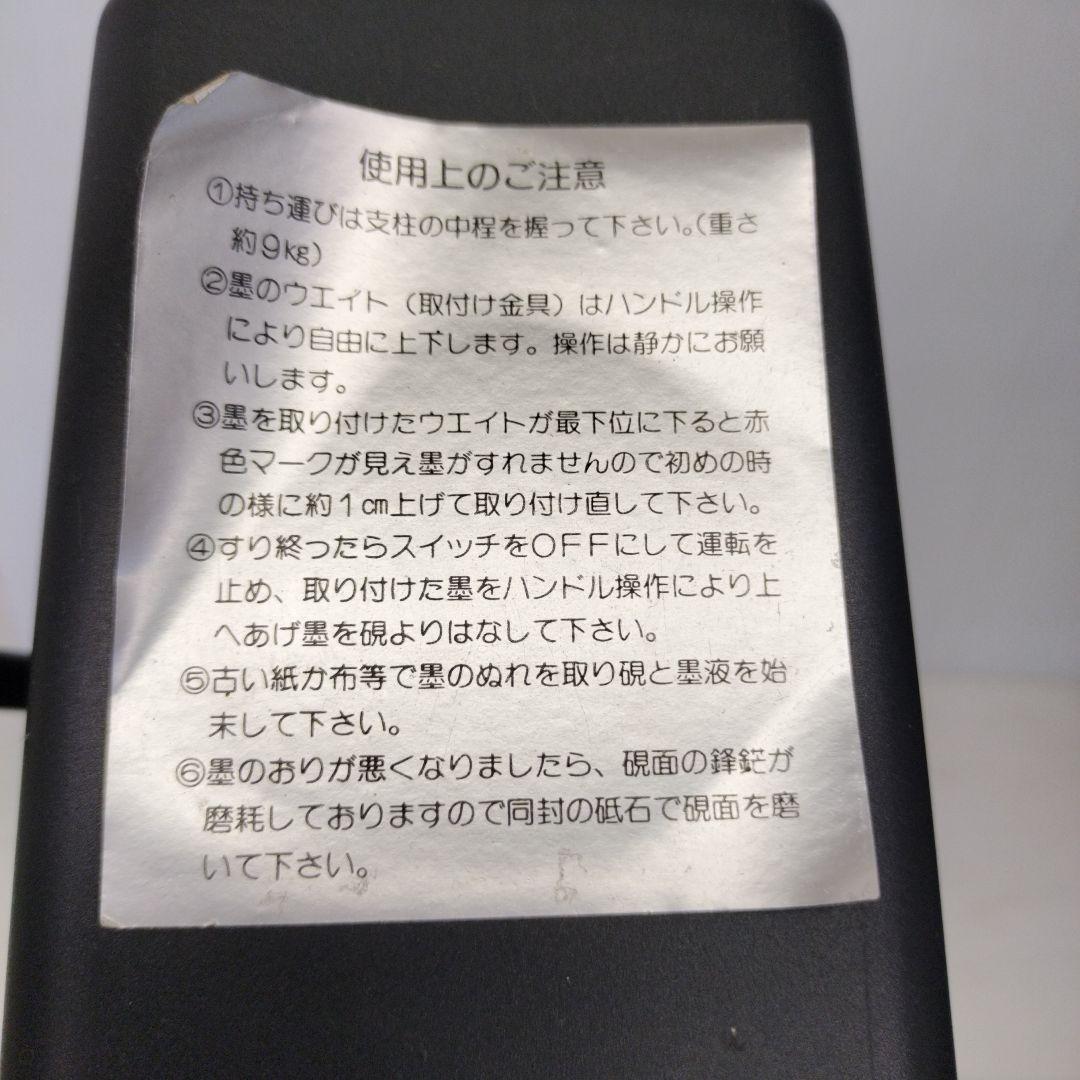 使用上のご注意
①持ち運びは支柱の中程を握って下さい。(重さ
約9㎏)
②墨のウエイト（取付け金具）はハンドル操作
により自由に上下します。操作は静かにお願
いします。
③墨を取り付けたウエイトが最下位に下ると赤
色マークが見え墨がすれませんので初めの時
の様に約1㎝上げて取り付け直して下さい。
④すり終ったらスイッチをOFFにして運転を
止め、取り付けた墨をハンドル操作により上
へあげ墨を硯よりはなして下さい。
⑤古い紙か布等で墨のぬれを取り硯と墨液を始
末して下さい。
⑥墨のおりが悪くなりましたら、硯面の鋒鋩が
磨耗しておりますので同封の砥石で硯面を磨
いて下さい。